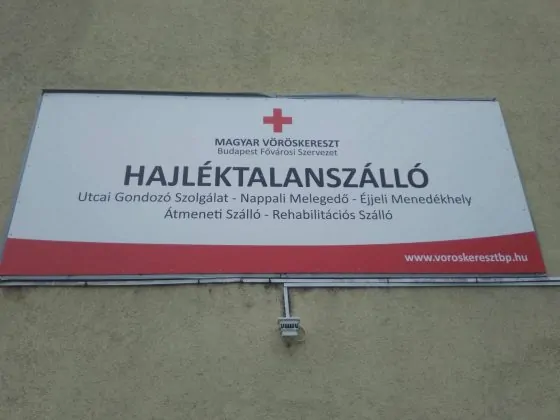 MAGYAR VÖRÖSKERESZT
Budapest Fővárosi Szervezet
HAJLÉKTALANSZÁLLÓ
Utcai Gondozó Szolgálat - Nappali Melegedő - Éjjeli Menedékhely
Átmeneti Szálló - Rehabilitációs Szálló
www.voroskeresztbp.hu